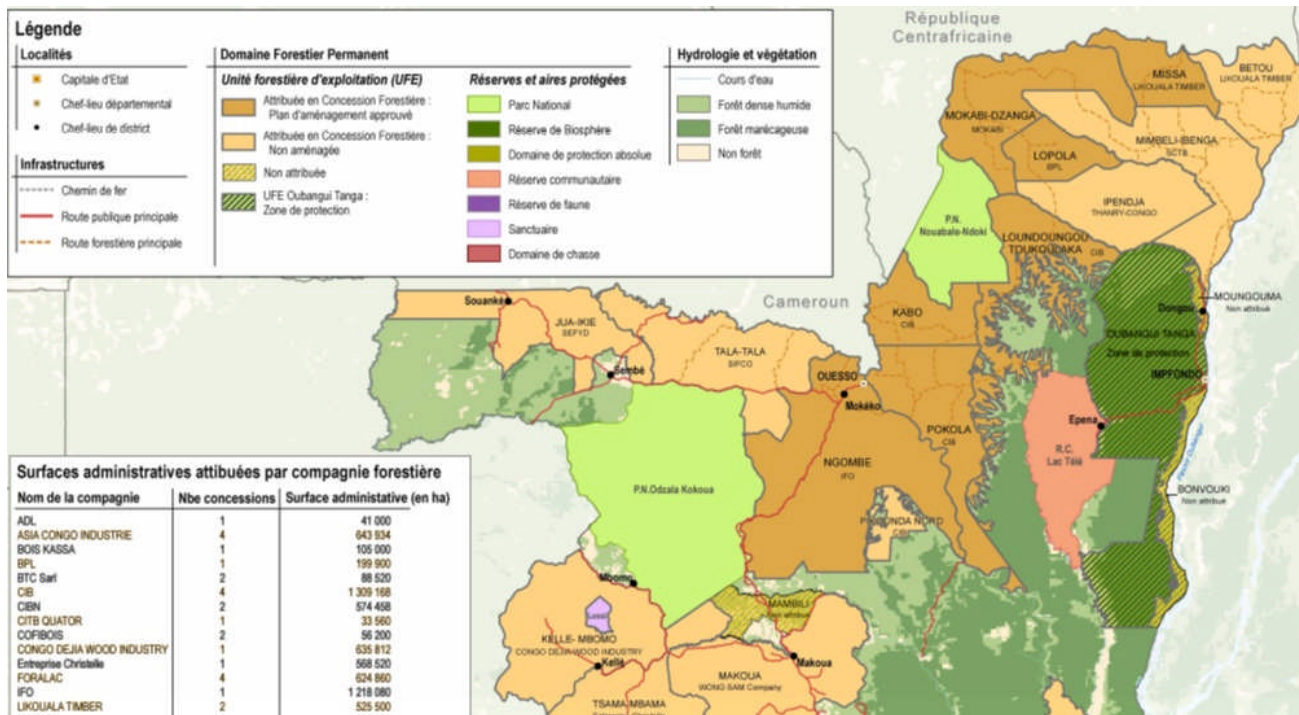 Légende
Localités
Capitale d'Etat
Chef-lieu départemental
Chef-lieu de district
Infrastructures
Chemin de fer
Route publique principale
Route forestière principale
Domaine Forestier Permanent
Unité forestière d'exploitation (UFE)
Attribuée en Concession Forestière :
Plan d'aménagement approuvé
Attribuée en Concession Forestière :
Non aménagée
Non attribuée
UFE Oubangui Tanga :
Zone de protection
Réserves et aires protégées
Parc National
Réserve de Biosphère
Domaine de protection absolue
Réserve communautaire
Réserve de faune
Sanctuaire
Domaine de chasse
Hydrologie et végétation
Cours d'eau
Forêt dense humide
Forêt marécageuse
Non forêt
République
Centrafricaine
BETOU
LIKOUALA TIMBER
MISSA
LIKOUALA TIMBER
MOKABI-DZANGA
MOKABI
MIMBELI-IBENGA
SCTB
LOPOLA
BPL
IPENDJA
THANRY-CONGO
P.N.
Nouabale-Ndoki
LOUNDOUNGOU
TOUKOULAKA
CIB
Cameroun
MOUNGOUMA
Non attribué
Dongou
Souanké
KABO
CIB
JUA-IKIE
SEFYD
OUBANGUI TANGA
Zone de protection
TALA-TALA
SIFCO
Sembé
OUESSO
IMPFONDO
Mokéko
Epena
POKOLA
CIB
R.C.
Lac Télé
NGOMBE
IFO
P.N.Odzala Kokoua
BONVOUKI
Non attribué
Mbomo
MAMBILI
Non attribué
KELLE- MBOMO
CONGO DEJIA WOOD INDUSTRY
Kellé
Makoua
MAKOUA
WONG SAM Company
TSAMA-MBAMA
Surfaces administratives attibuées par compagnie forestière
Nom de la compagnie Nbe concessions Surface administative (en ha)
ADL 1 41 000
ASIA CONGO INDUSTRIE 4 643 934
BOIS KASSA 1 105 000
BPL 1 199 900
BTC Sarl 2 88 520
CIB 4 1 309 168
CIBN 2 574 458
CITB QUATOR 1 33 560
COFIBOIS 2 56 200
CONGO DEJIA WOOD INDUSTRY 1 635 812
Entreprise Christelle 1 568 520
FORALAC 4 624 860
IFO 1 1 218 080
LIKOUALA TIMBER 2 525 500